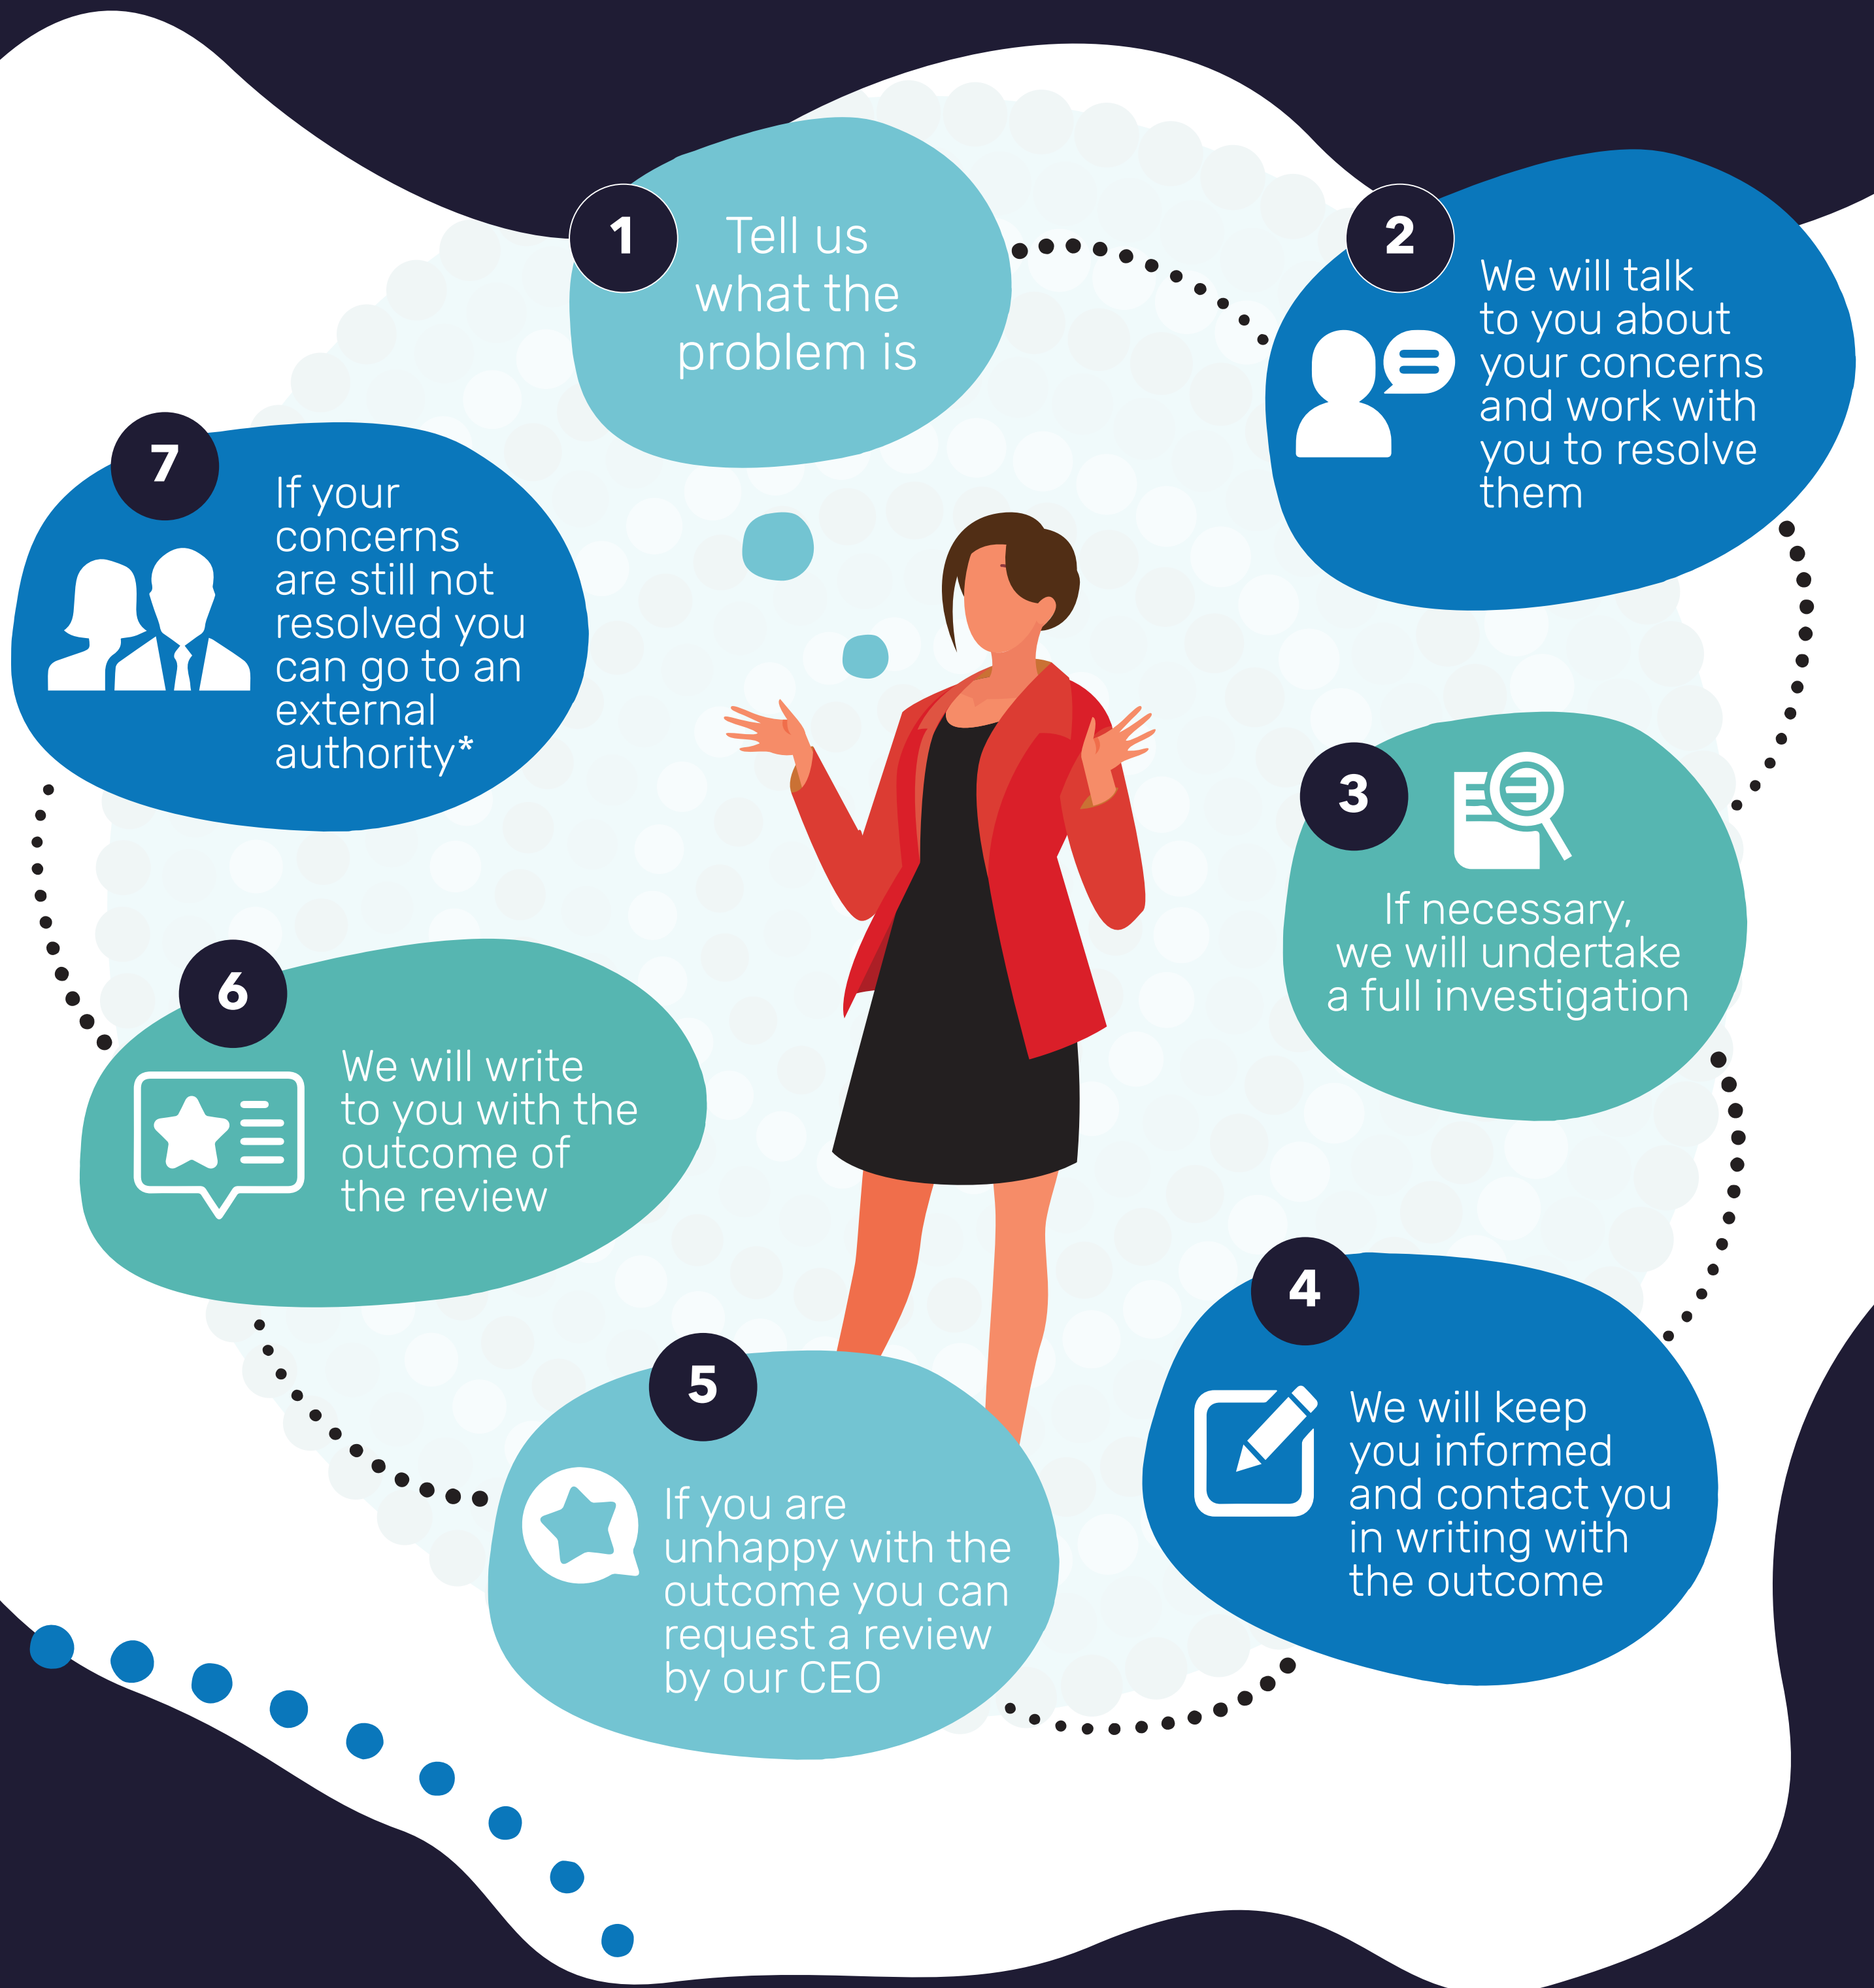 1
Tell us
what the
problem is
2
We will talk
to you about
your concerns
and work with
you to resolve
them
3
If necessary,
we will undertake
a full investigation
4
We will keep
you informed
and contact you
in writing with
the outcome
5
If you are
unhappy with the
outcome you can
request a review
by our CEO
6
We will write
to you with the
outcome of
the review
7
If your
concerns
are still not
resolved you
can go to an
external
authority*